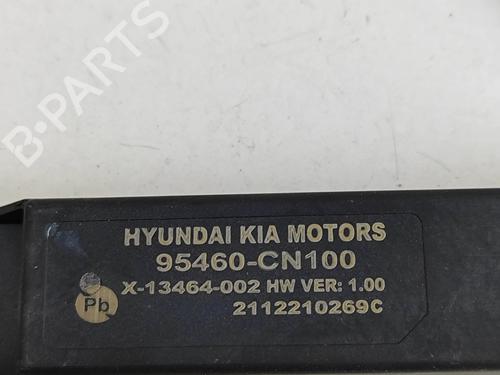 B-PARTS
HYUNDAI KIA MOTORS
95460-CN100
X-13464-002 HW VER: 1.00
Pb
2112210269C